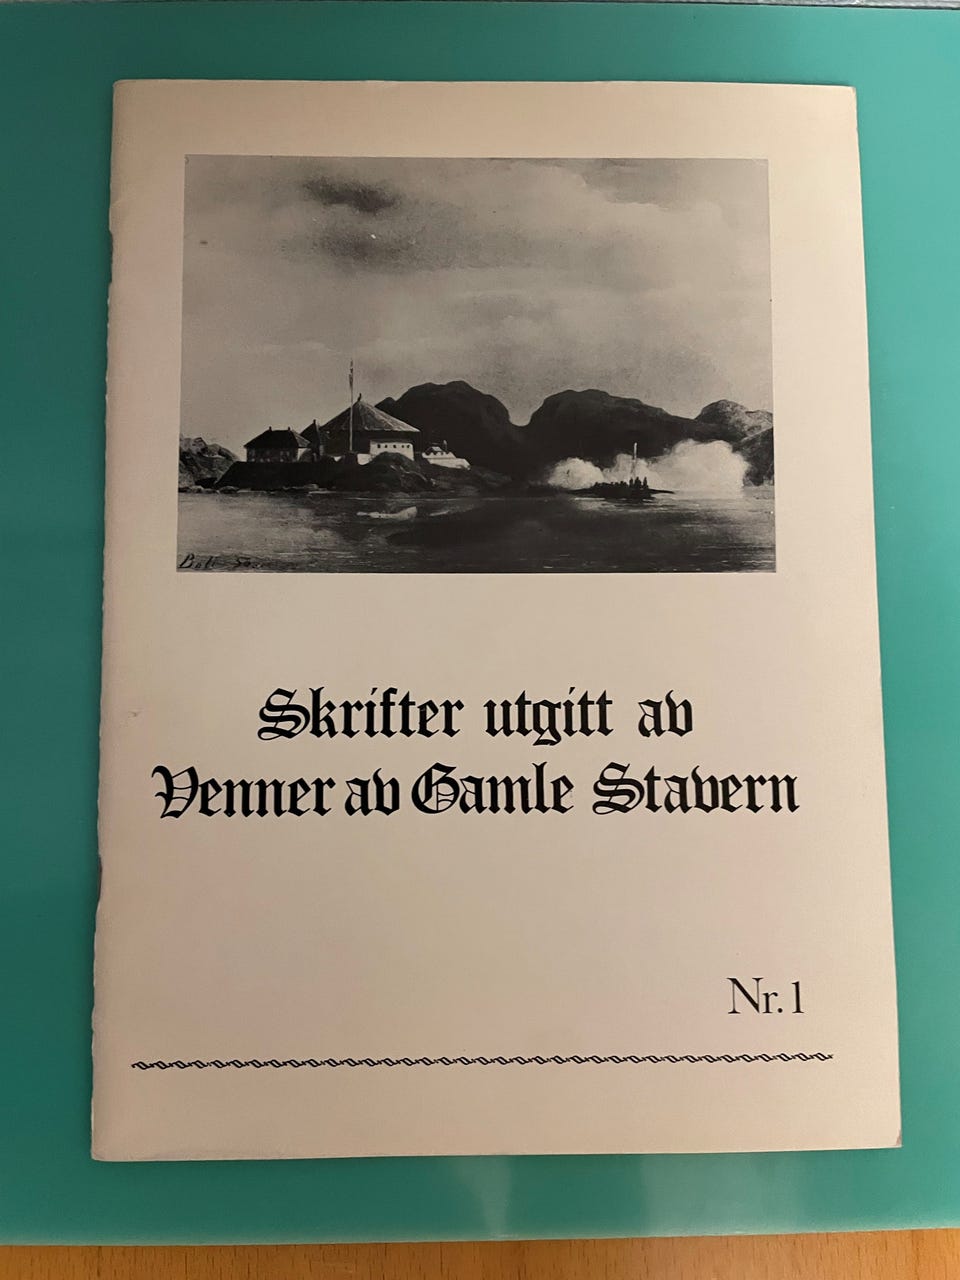 Skrifter utgitt av
Venner av Gamle Stavern
Nr. 1